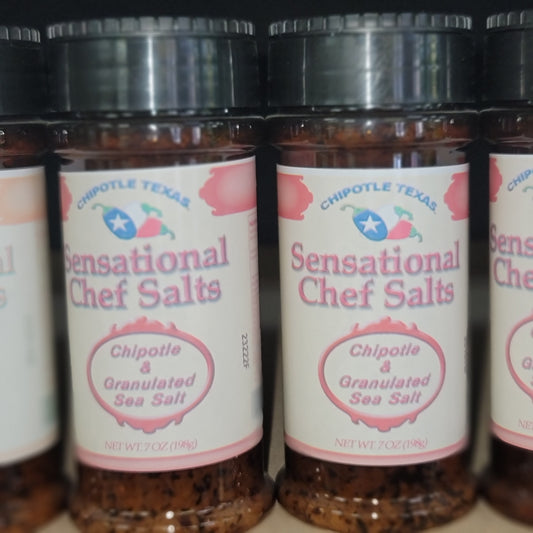 CHIPOTLE TEXAS
Sensational
Chef Salts
Chipotle
&
Granulated
Sea Salt
NET WT. 7 OZ (198g)
23222F
CHIPOTLE TEXAS
Sensational
Chef Salts
Chipotle
&
Granulated
Sea Salt
NET WT. 7 OZ (198g)